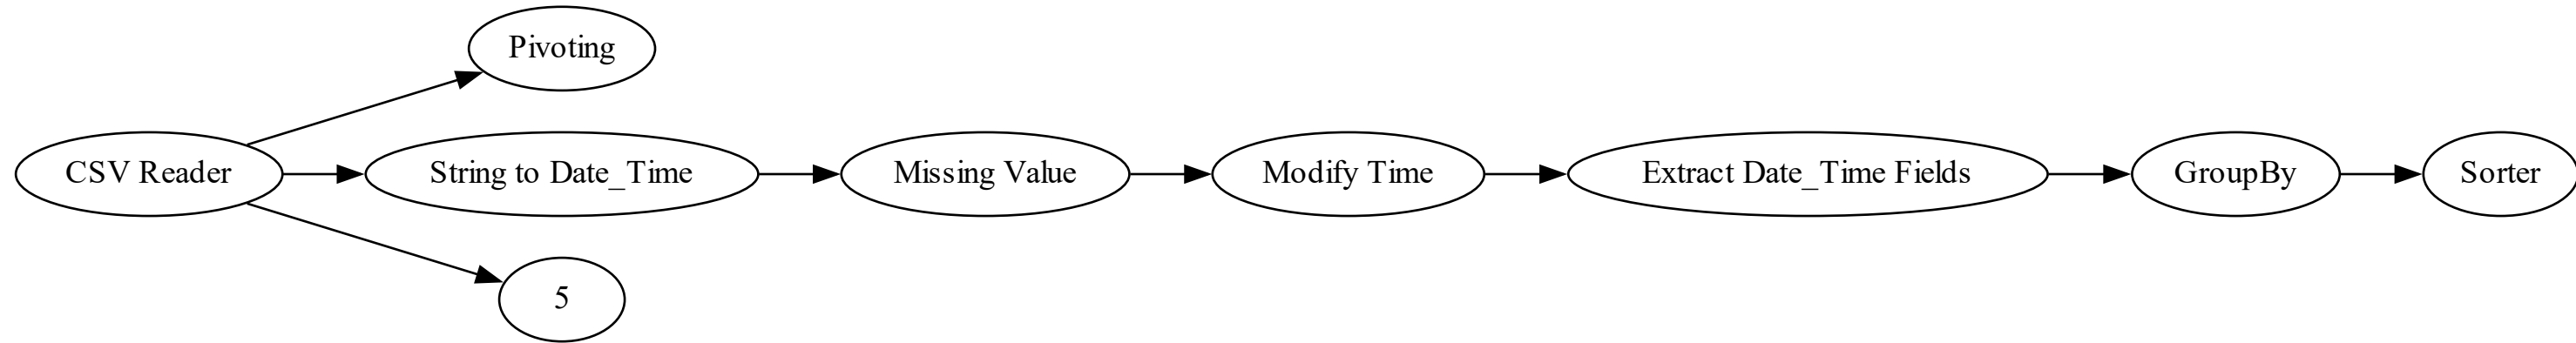 Pivoting
CSV Reader
String to Date_Time
Missing Value
Modify Time
Extract Date_Time Fields
GroupBy
Sorter
5